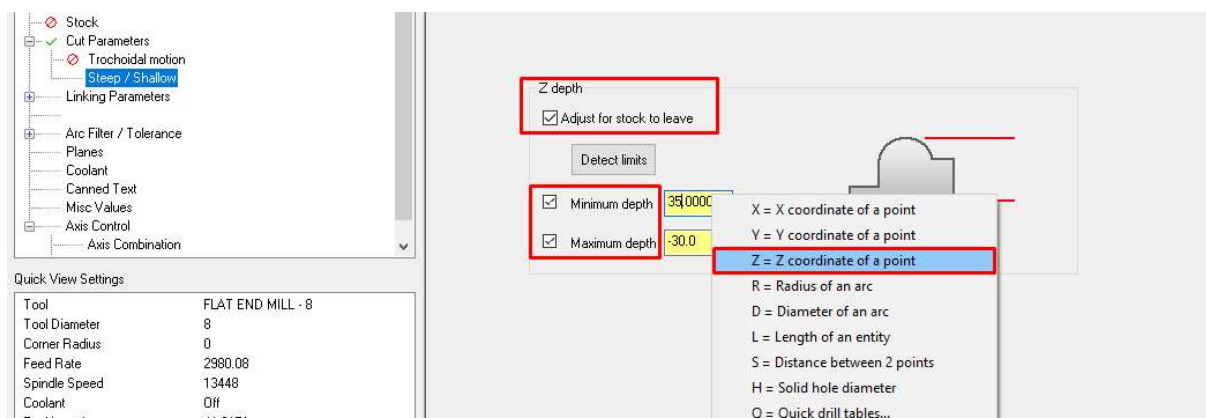 Stock
Cut Parameters
Trochoidal motion
Steep / Shallow
Linking Parameters
Arc Filter / Tolerance
Planes
Coolant
Canned Text
Misc Values
Axis Control
Axis Combination
Quick View Settings
Tool FLAT END MILL - 8
Tool Diameter 8
Corner Radius 0
Feed Rate 2980.08
Spindle Speed 13448
Coolant Off
Z depth
Adjust for stock to leave
Detect limits
Minimum depth 35.0000
Maximum depth -30.0
X = X coordinate of a point
Y = Y coordinate of a point
Z = Z coordinate of a point
R = Radius of an arc
D = Diameter of an arc
L = Length of an entity
S = Distance between 2 points
H = Solid hole diameter
Q = Quick drill tables...